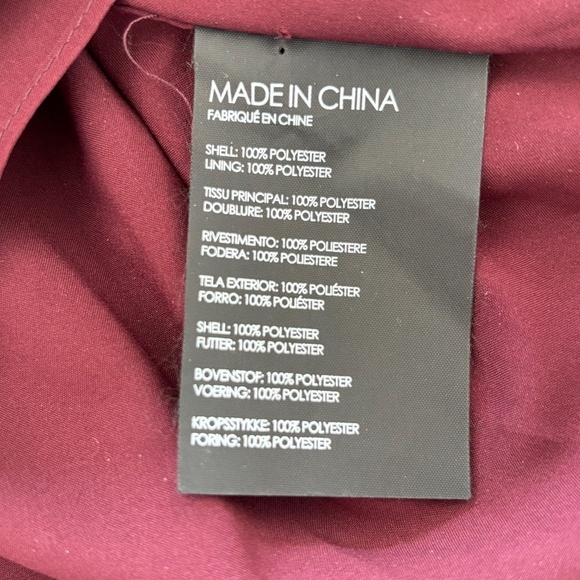 MADE IN CHINA
FABRIQUÉ EN CHINE
SHELL: 100% POLYESTER
LINING: 100% POLYESTER
TISSU PRINCIPAL: 100% POLYESTER
DOUBLURE: 100% POLYESTER
RIVESTIMENTO: 100% POLIESTERE
FODERA: 100% POLIESTERE
TELA EXTERIOR: 100% POLIÉSTER
FORRO: 100% POLIÉSTER
SHELL: 100% POLYESTER
FUTTER: 100% POLYESTER
BOVENSTOF: 100% POLYESTER
VOERING: 100% POLYESTER
KROPSSTYKKE: 100% POLYESTER
FORING: 100% POLYESTER